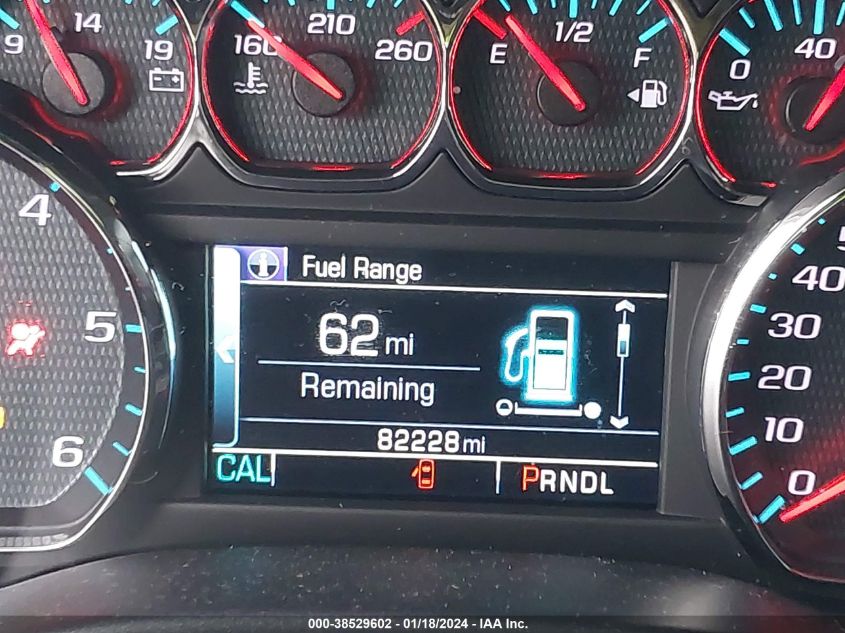 9 14 19
160 210 260
E 1/2 F
0 40
4
5
6
Fuel Range
62 mi
Remaining
82228 mi
CAL
PRNDL
40
30
20
10
0
000-38529602 - 01/18/2024 - IAA Inc.